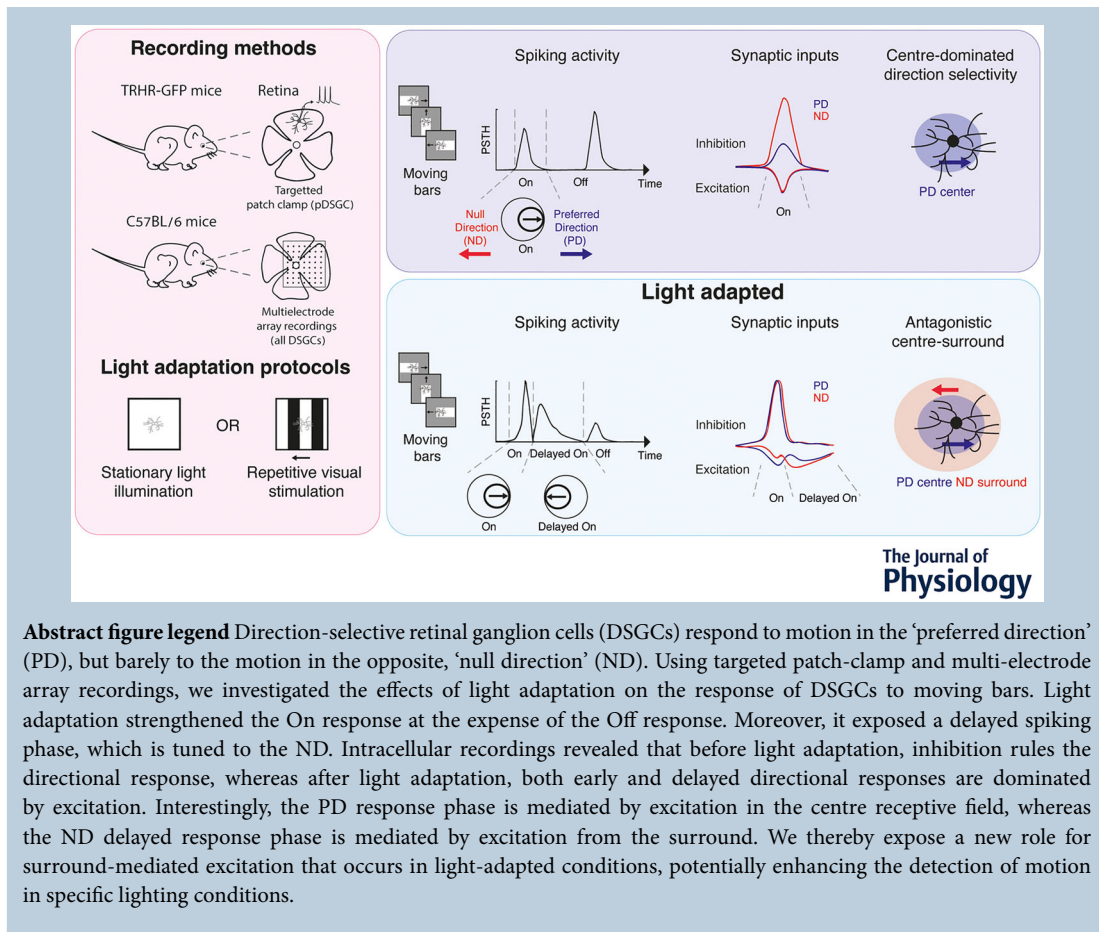 Recording methods
TRHR-GFP mice
Retina
Targetted
patch clamp (pDSGC)
C57BL/6 mice
Multielectrode
array recordings
(all DSGCs)
Light adaptation protocols
OR
Stationary light
illumination
Repetitive visual
stimulation
Spiking activity
Synaptic inputs
Centre-dominated
direction selectivity
Moving
bars
PSTH
On
Off
Time
Null
Direction
(ND)
On
Preferred
Direction
(PD)
PD
ND
Inhibition
Excitation
On
PD center
Light adapted
Spiking activity
Synaptic inputs
Antagonistic
centre-surround
Moving
bars
PSTH
On
Delayed On
Off
Time
On
Delayed On
PD
ND
Inhibition
Excitation
On
Delayed On
PD centre ND surround
The Journal of
Physiology
Abstract figure legend Direction-selective retinal ganglion cells (DSGCs) respond to motion in the ‘preferred direction’
(PD), but barely to the motion in the opposite, ‘null direction’ (ND). Using targeted patch-clamp and multi-electrode
array recordings, we investigated the effects of light adaptation on the response of DSGCs to moving bars. Light
adaptation strengthened the On response at the expense of the Off response. Moreover, it exposed a delayed spiking
phase, which is tuned to the ND. Intracellular recordings revealed that before light adaptation, inhibition rules the
directional response, whereas after light adaptation, both early and delayed directional responses are dominated
by excitation. Interestingly, the PD response phase is mediated by excitation in the centre receptive field, whereas
the ND delayed response phase is mediated by excitation from the surround. We thereby expose a new role for
surround-mediated excitation that occurs in light-adapted conditions, potentially enhancing the detection of motion
in specific lighting conditions.